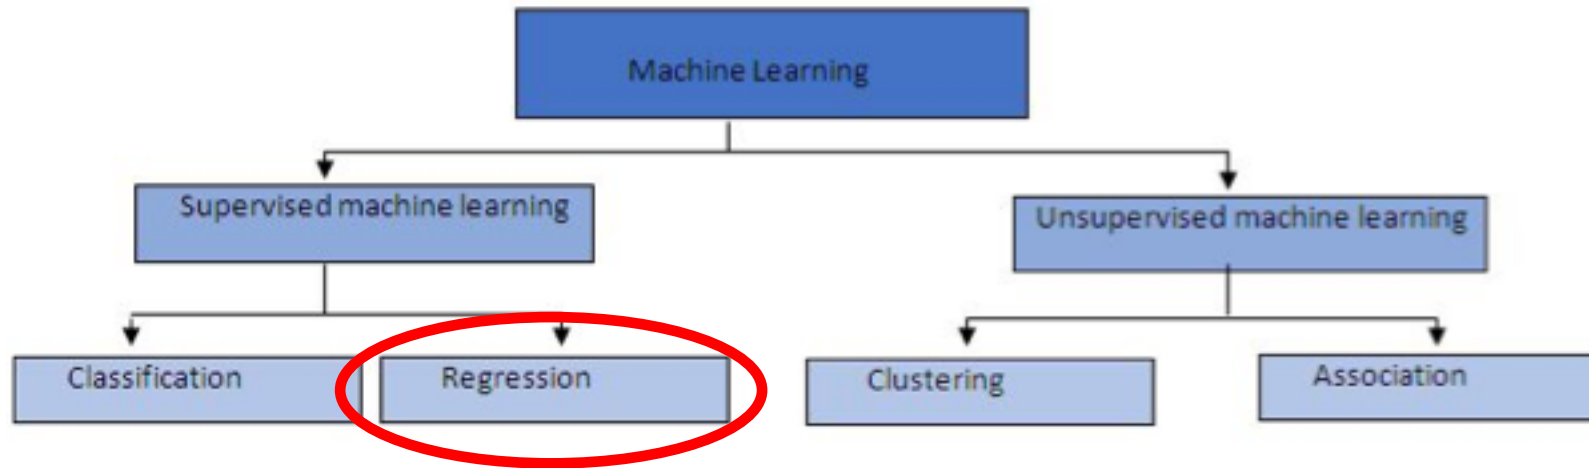 Machine Learning
Supervised machine learning
Unsupervised machine learning
Classification
Regression
Clustering
Association